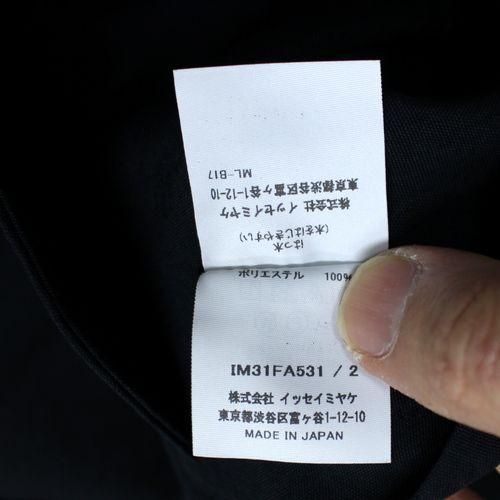 はっ水
(水をはじきやすい)
株式会社 イッセイミヤケ
東京都渋谷区富ヶ谷1-12-10
ML-B17
ポリエステル 100%
IM31FA531 / 2
株式会社 イッセイミヤケ
東京都渋谷区富ヶ谷1-12-10
MADE IN JAPAN